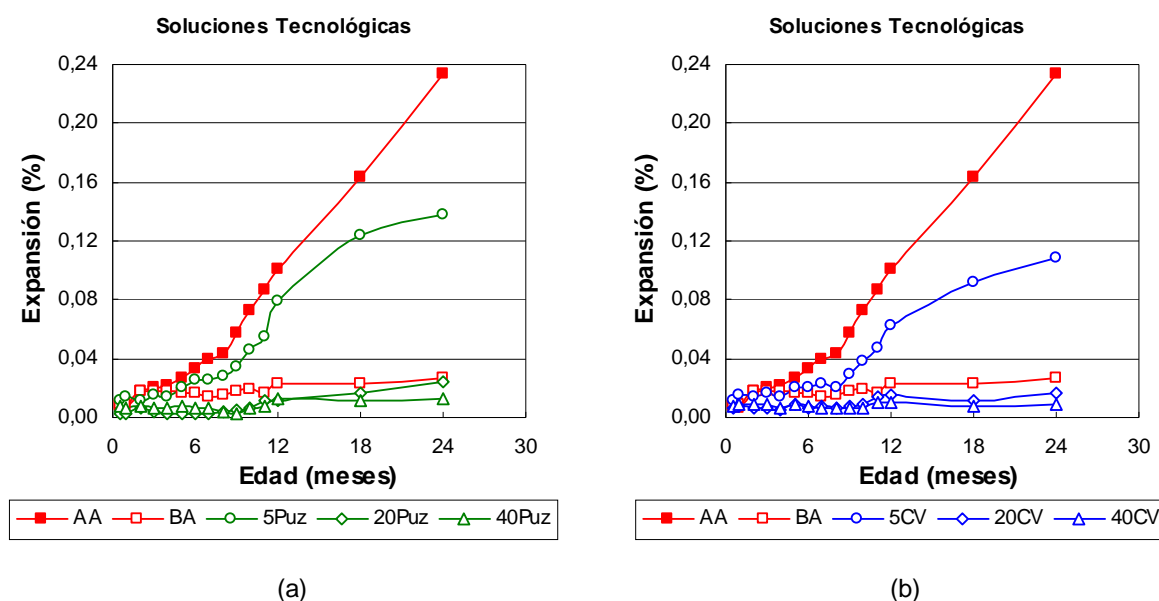 Soluciones Tecnológicas
0,24
0,20
0,16
0,12
0,08
0,04
0,00
Expansión (%)
0 6 12 18 24 30
Edad (meses)
AA BA 5Puz 20Puz 40Puz
(a)
Soluciones Tecnológicas
0,24
0,20
0,16
0,12
0,08
0,04
0,00
Expansión (%)
0 6 12 18 24 30
Edad (meses)
AA BA 5CV 20CV 40CV
(b)